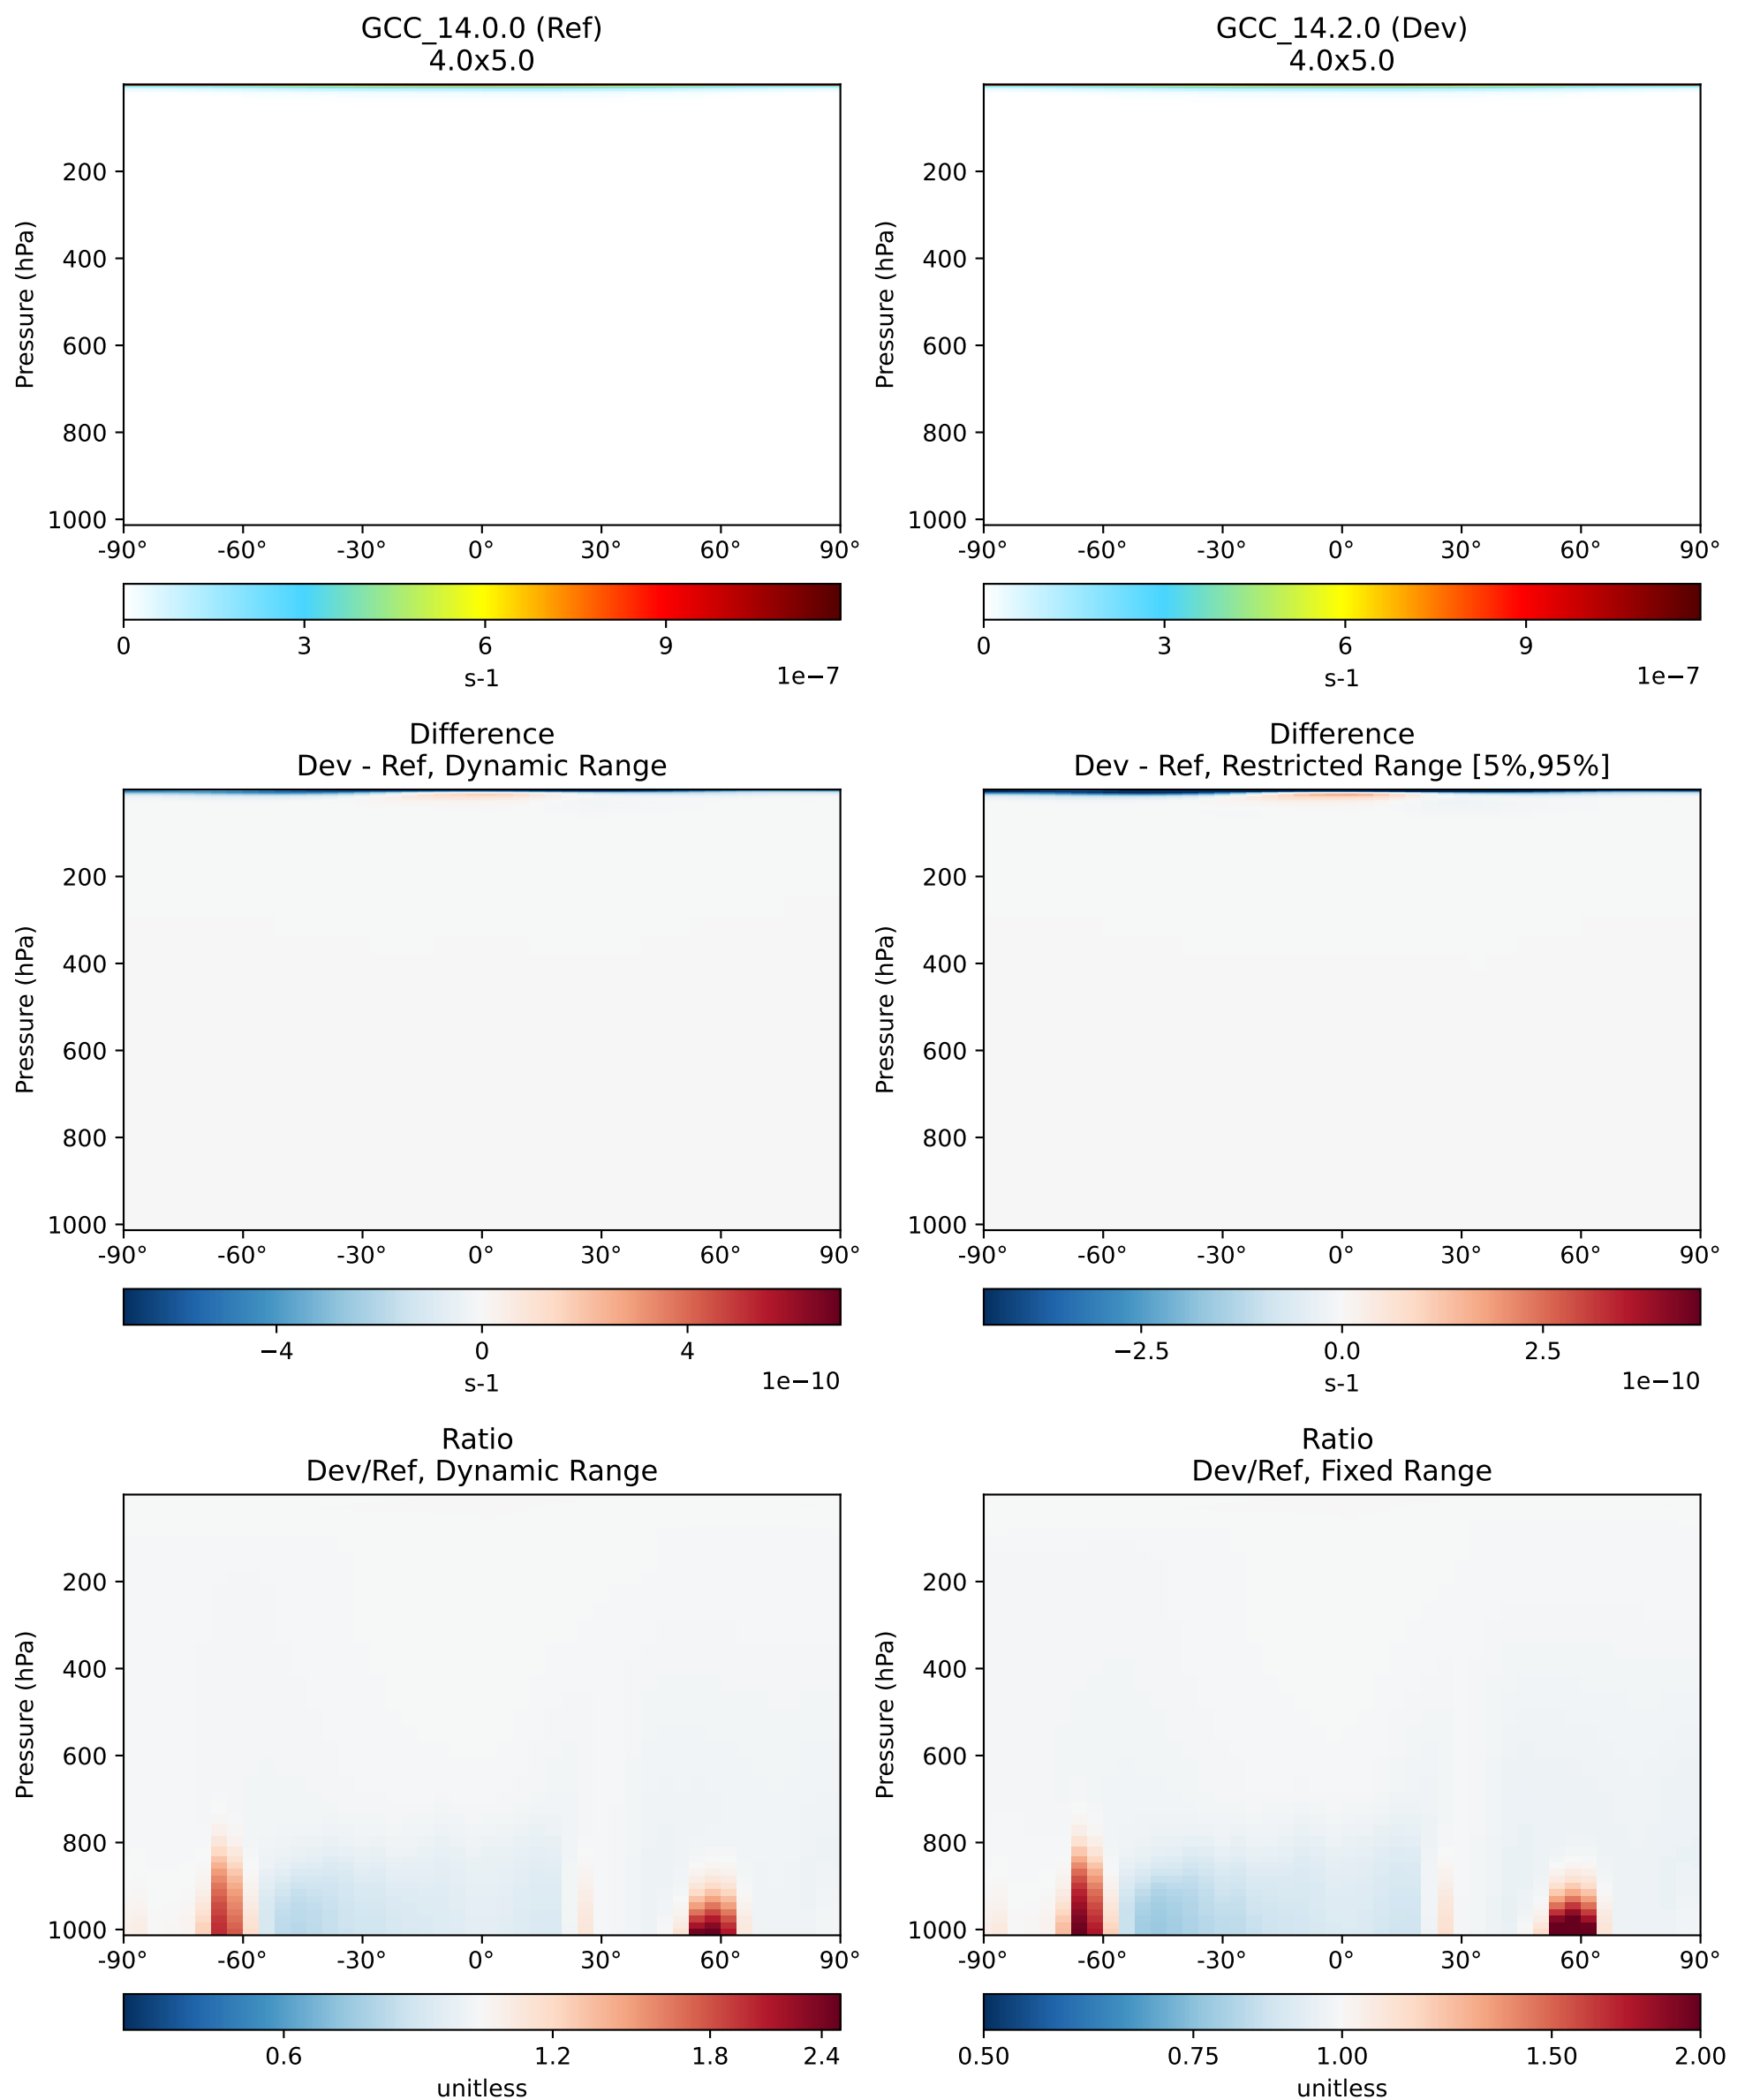 GCC_14.0.0 (Ref)
4.0x5.0
Pressure (hPa)
200
400
600
800
1000
-90° -60° -30° 0° 30° 60° 90°
0 3 6 9
s-1 1e−7
GCC_14.2.0 (Dev)
4.0x5.0
Pressure (hPa)
200
400
600
800
1000
-90° -60° -30° 0° 30° 60° 90°
0 3 6 9
s-1 1e−7
Difference
Dev - Ref, Dynamic Range
Pressure (hPa)
200
400
600
800
1000
-90° -60° -30° 0° 30° 60° 90°
−4 0 4
s-1 1e−10
Difference
Dev - Ref, Restricted Range [5%,95%]
Pressure (hPa)
200
400
600
800
1000
-90° -60° -30° 0° 30° 60° 90°
−2.5 0.0 2.5
s-1 1e−10
Ratio
Dev/Ref, Dynamic Range
Pressure (hPa)
200
400
600
800
1000
-90° -60° -30° 0° 30° 60° 90°
0.6 1.2 1.8 2.4
unitless
Ratio
Dev/Ref, Fixed Range
Pressure (hPa)
200
400
600
800
1000
-90° -60° -30° 0° 30° 60° 90°
0.50 0.75 1.00 1.50 2.00
unitless